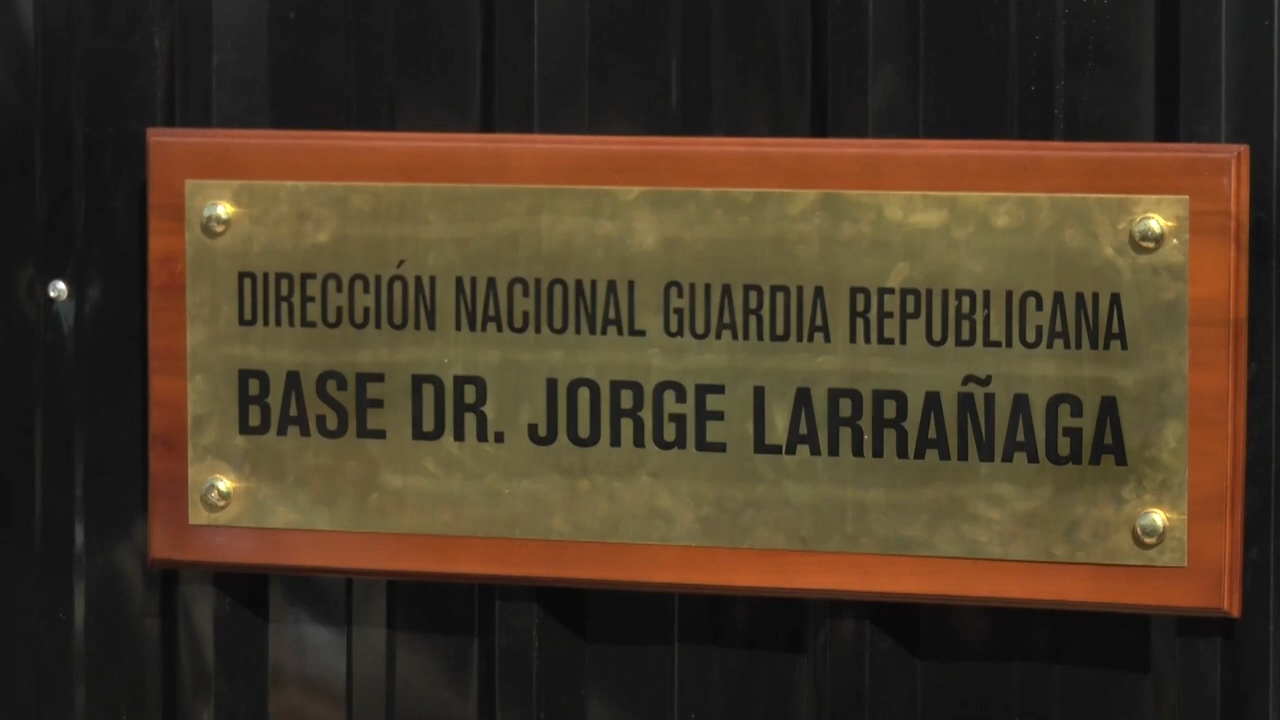 DIRECCIÓN NACIONAL GUARDIA REPUBLICANA
BASE DR. JORGE LARRAÑAGA